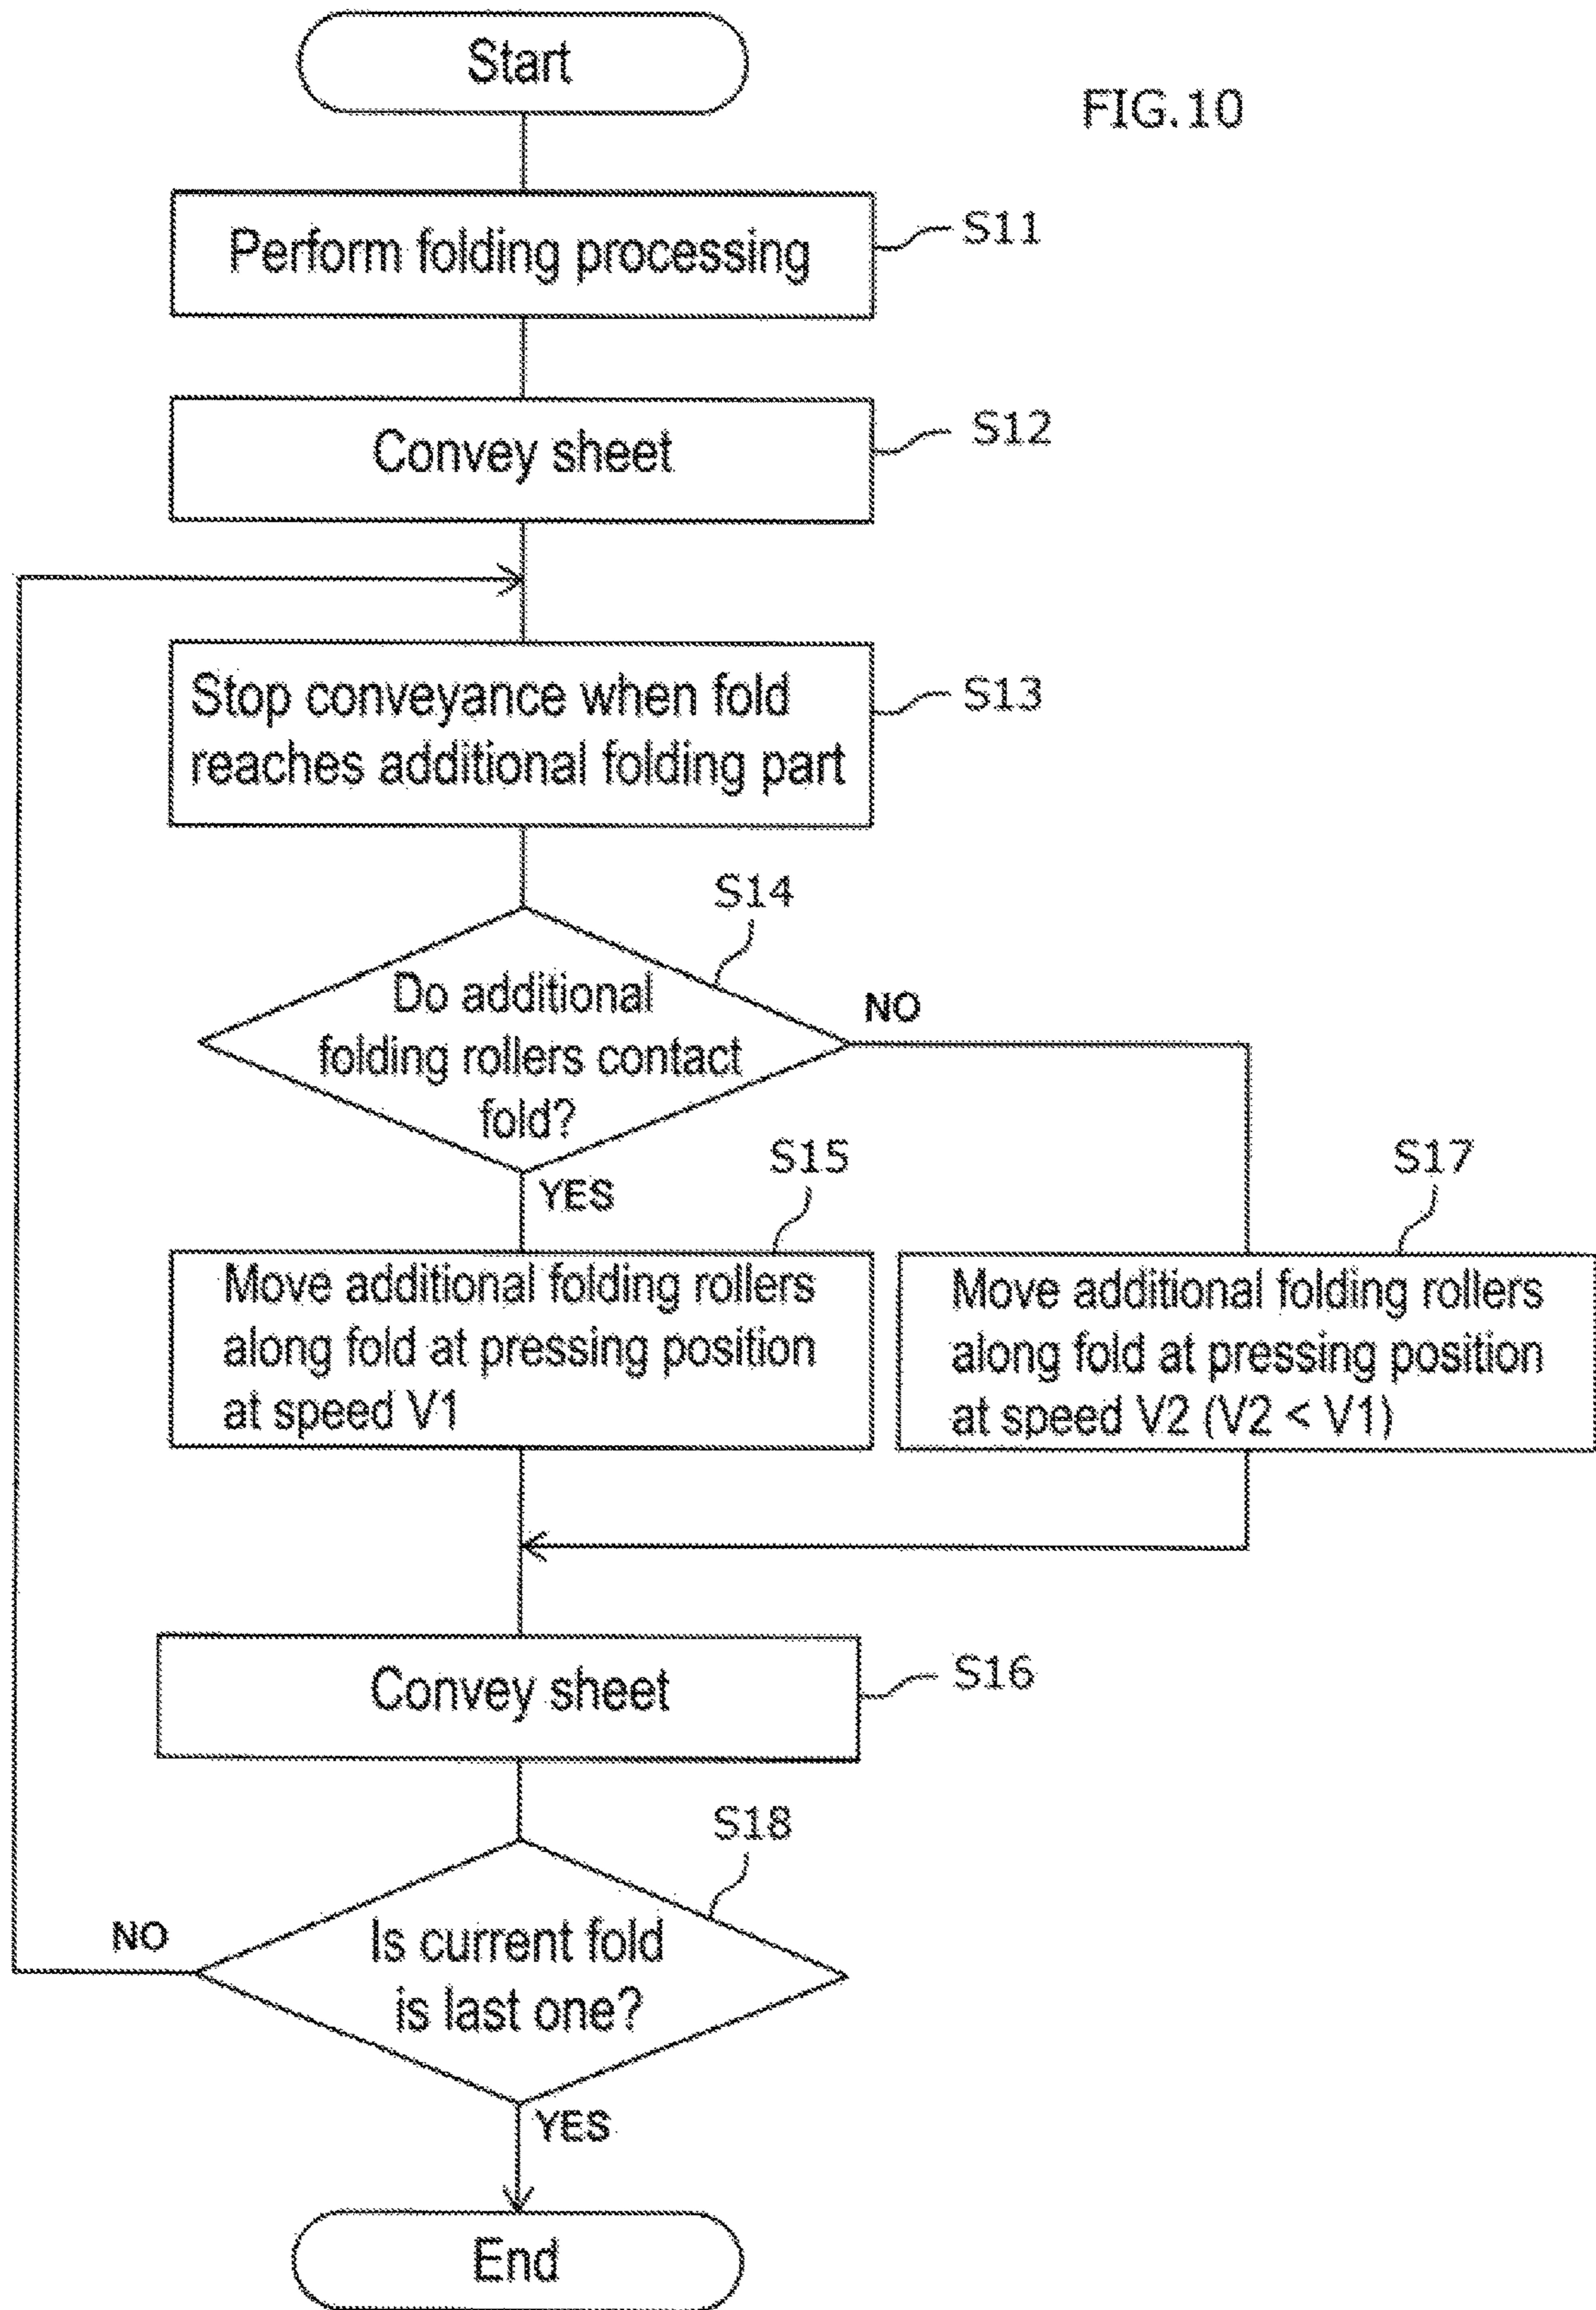 Start
FIG.10
Perform folding processing
S11
Convey sheet
S12
Stop conveyance when fold
reaches additional folding part
S13
S14
Do additional
folding rollers contact
fold?
NO
YES
S15
S17
Move additional folding rollers
along fold at pressing position
at speed V1
Move additional folding rollers
along fold at pressing position
at speed V2 (V2 < V1)
Convey sheet
S16
S18
NO
Is current fold
is last one?
YES
End